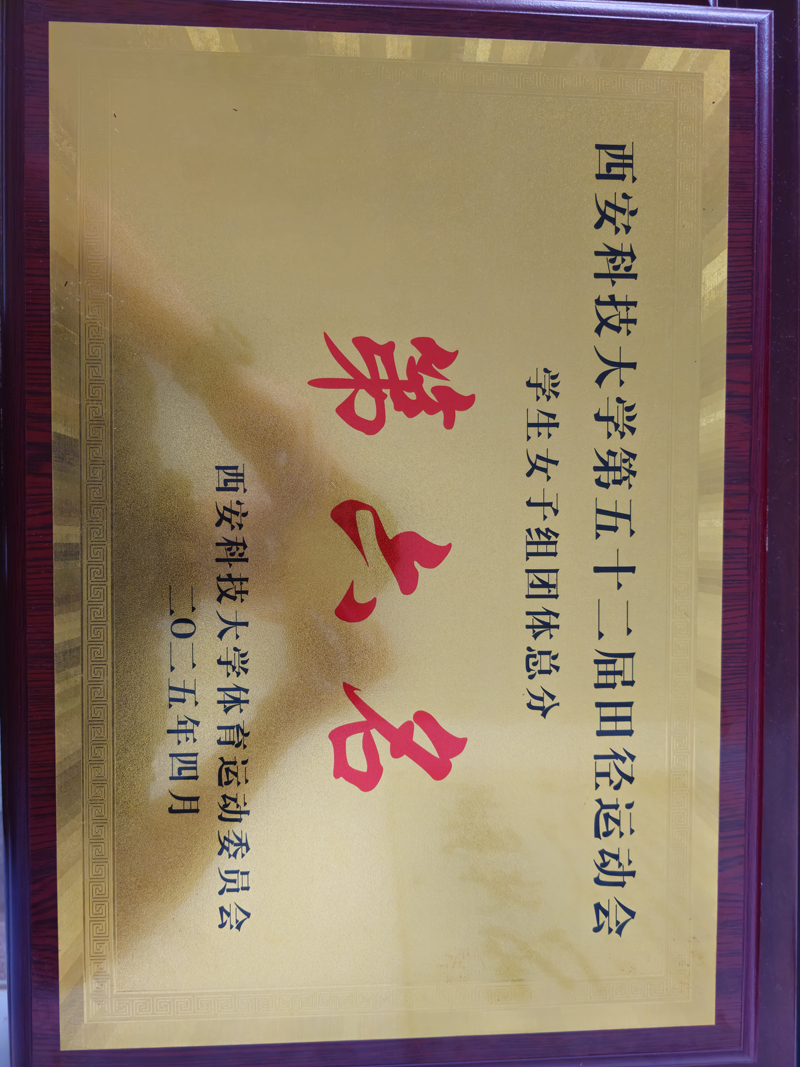 西安科技大学第五十二届田径运动会
学生女子组团体总分
第六名
西安科技大学体育运动委员会
二〇二五年四月